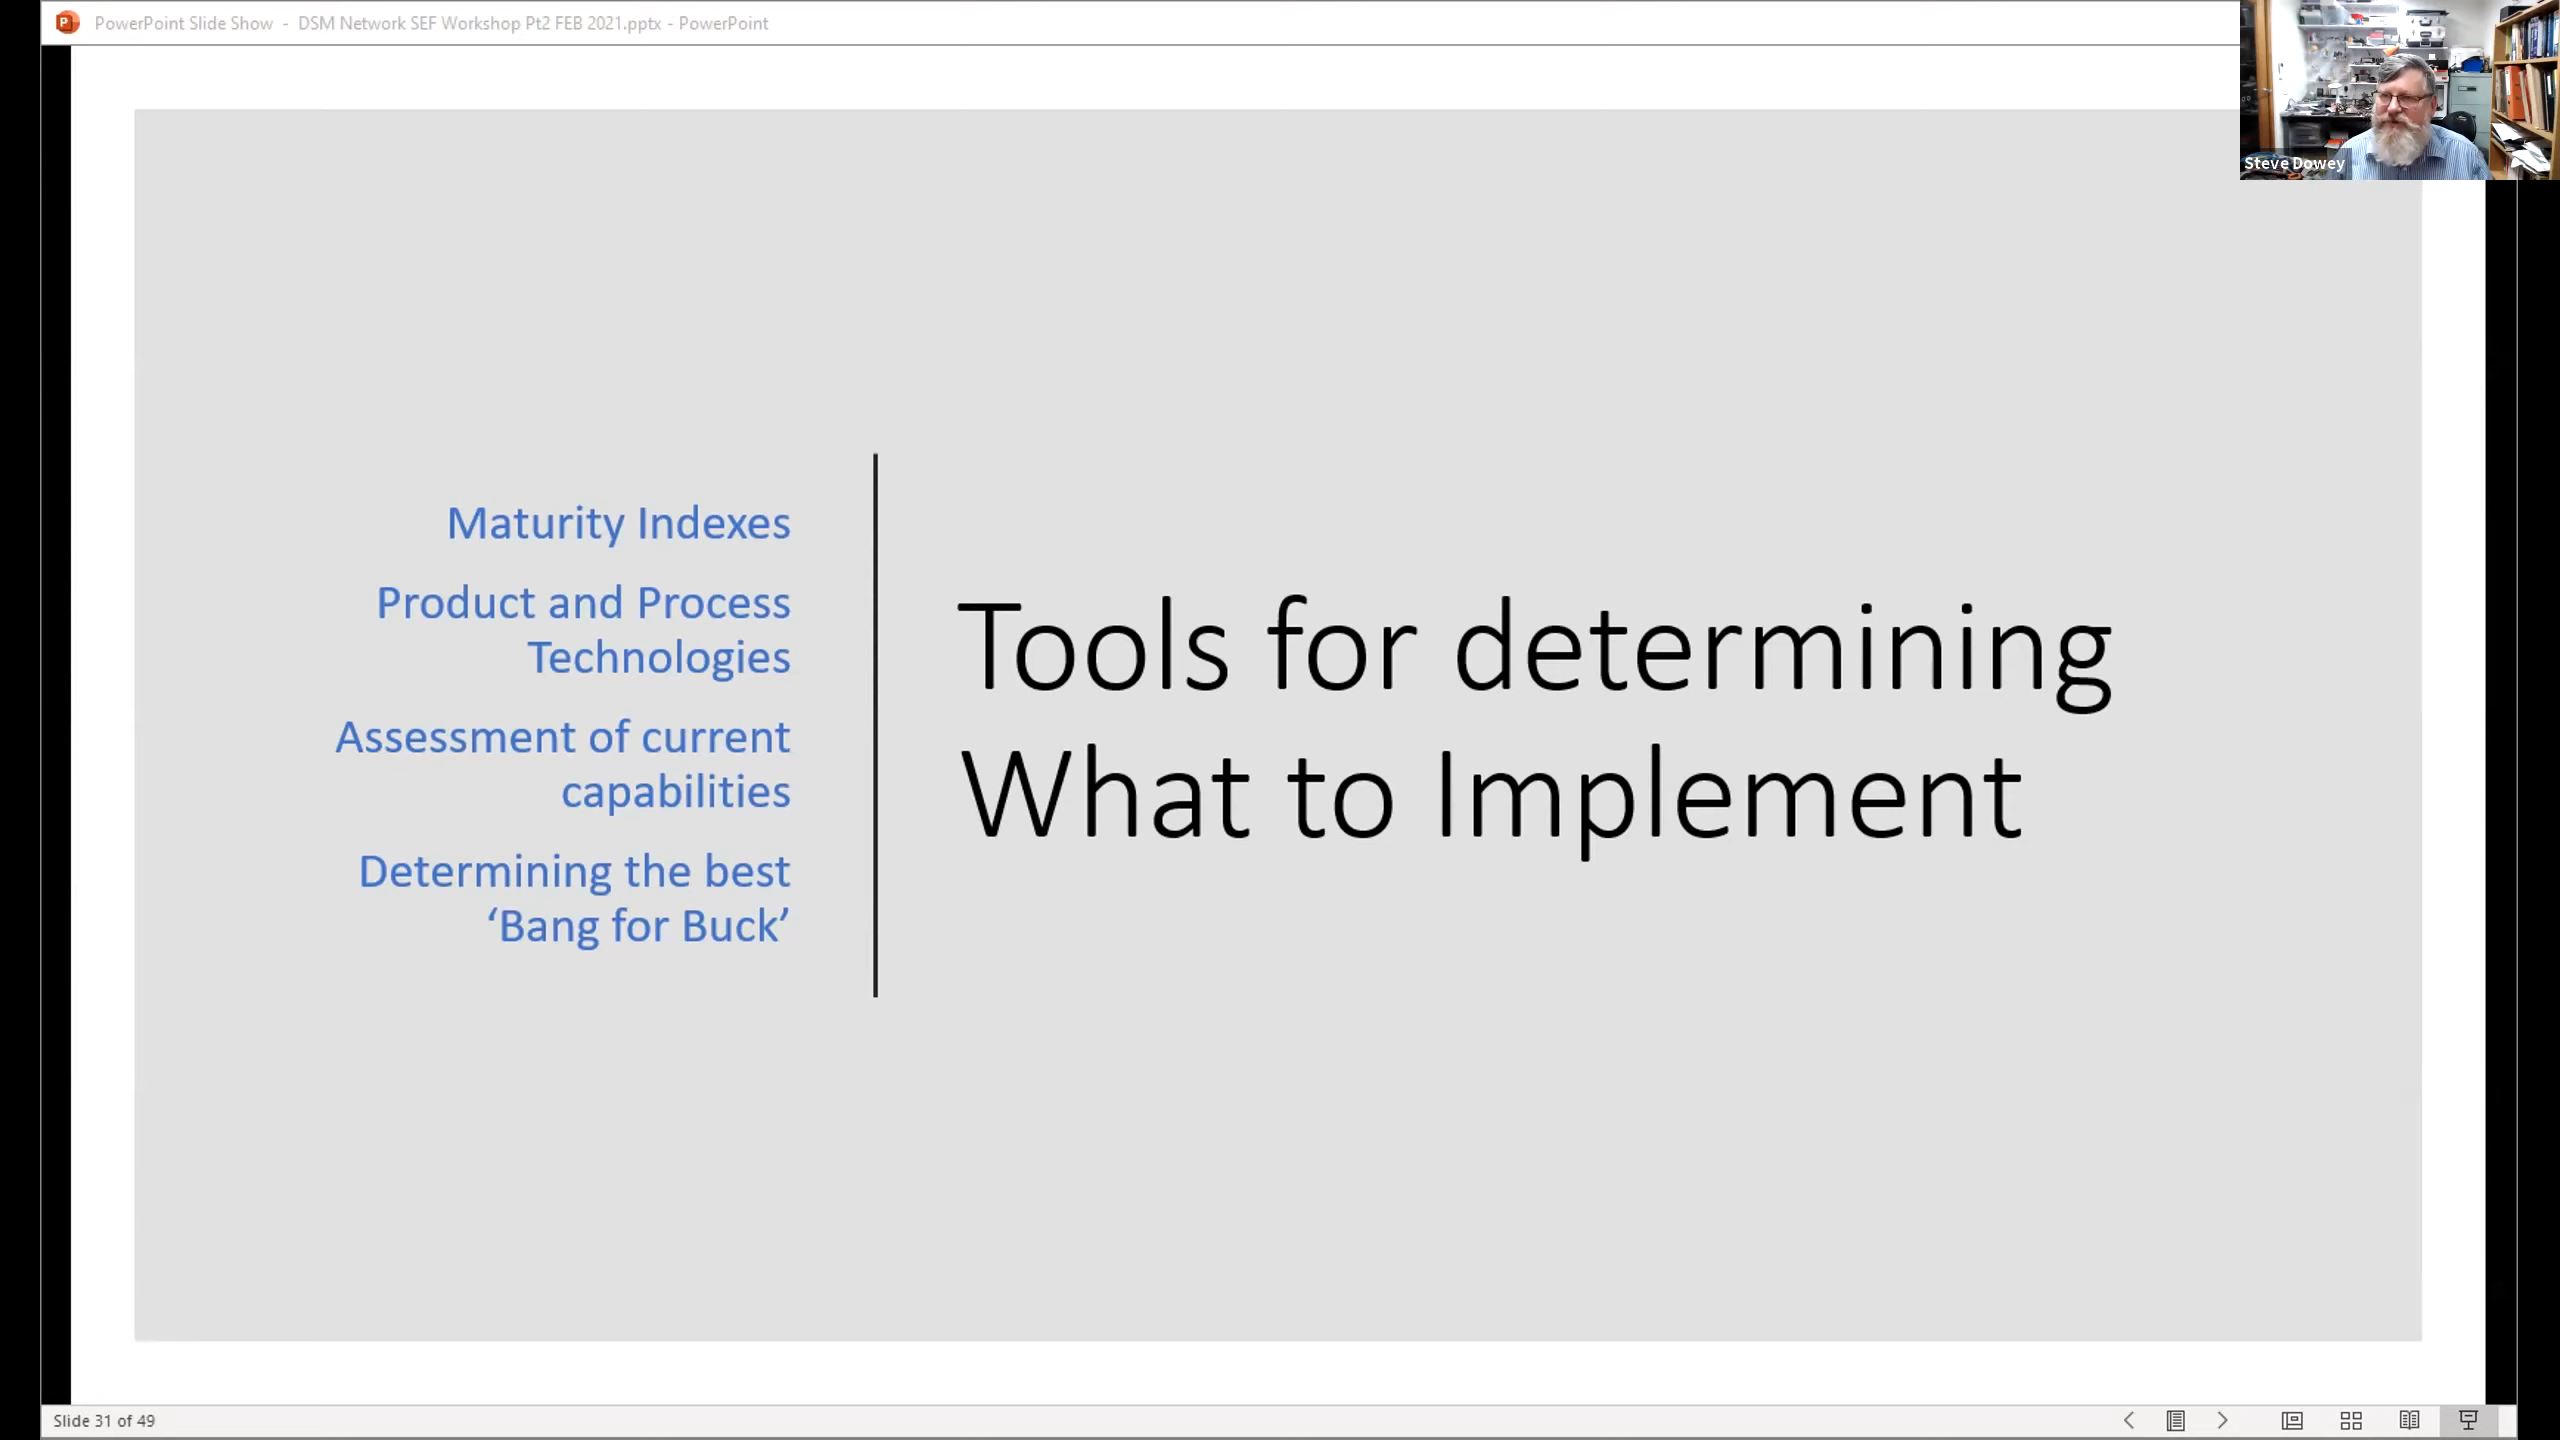 PowerPoint Slide Show - DSM Network SEF Workshop Pt2 FEB 2021.pptx - PowerPoint
Steve Dowey
Maturity Indexes
Product and Process
Technologies
Assessment of current
capabilities
Determining the best
‘Bang for Buck’
Tools for determining
What to Implement
Slide 31 of 49